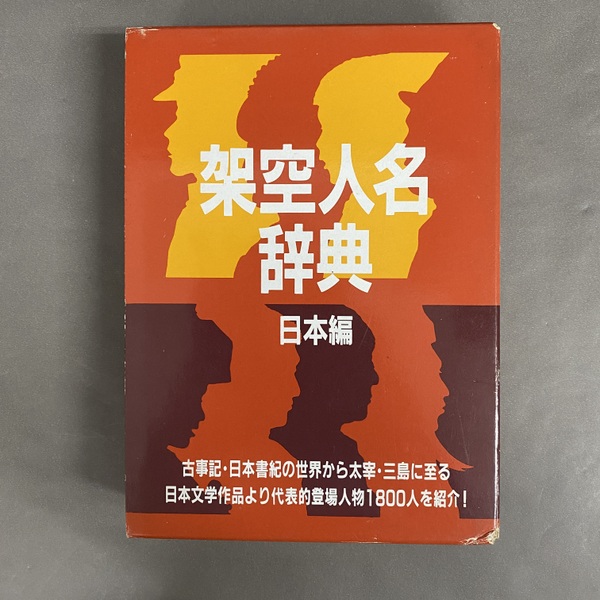 架空人名
辞典
日本編
古事記・日本書紀の世界から太宰・三島に至る
日本文学作品より代表的登場人物1800人を紹介!